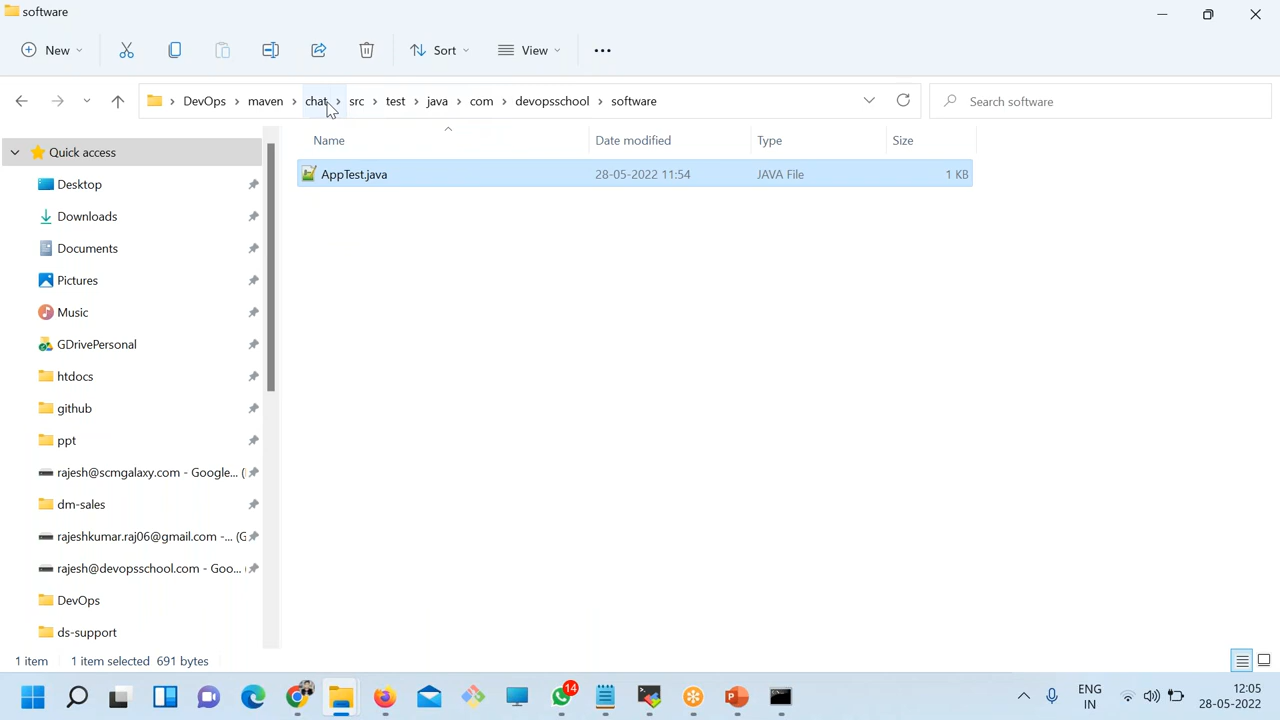 software
New
Sort
View
DevOps
maven
chat
src
test
java
com
devopsschool
software
Search software
Name
Date modified
Type
Size
AppTest.java
28-05-2022 11:54
JAVA File
1 KB
Quick access
Desktop
Downloads
Documents
Pictures
Music
GDrivePersonal
htdocs
github
ppt
rajesh@scmgalaxy.com - Google... (
dm-sales
rajeshkumar.raj06@gmail.com -... (G
rajesh@devopsschool.com - Goo...
DevOps
ds-support
1 item
1 item selected 691 bytes
14
ENG
IN
12:05
28-05-2022